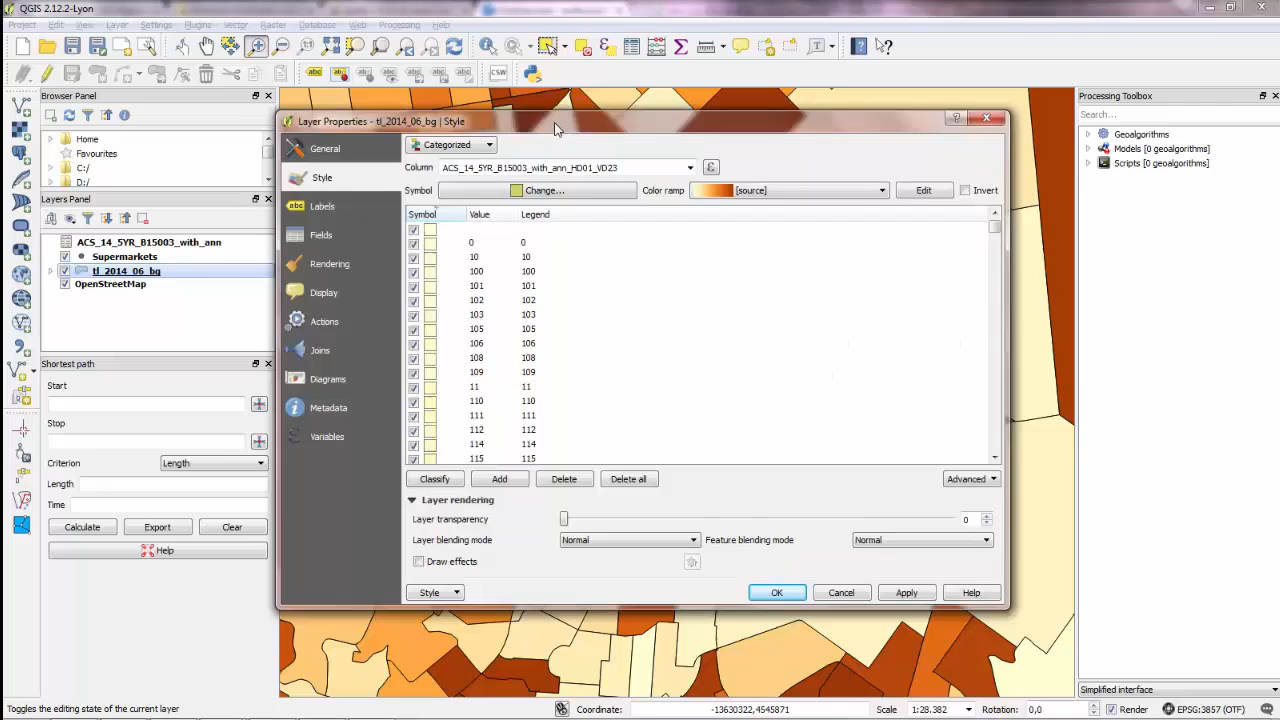 QGIS 2.12.2-Lyon
Project Edit View Layer Settings Plugins Vector Raster Database Web Processing Help
Browser Panel
Home
Favourites
C:/
D:/
Layers Panel
ACS_14_5YR_B15003_with_ann
Supermarkets
tl_2014_06_bg
OpenStreetMap
Shortest path
Start
Stop
Criterion Length
Length
Time
Calculate Export Clear
Help
Layer Properties - tl_2014_06_bg | Style
General
Style
Labels
Fields
Rendering
Display
Actions
Joins
Diagrams
Metadata
Variables
Categorized
Column ACS_14_5YR_B15003_with_ann_HD01_VD23
Symbol Change... Color ramp [source] Edit Invert
Symbol Value Legend
0 0
10 10
100 100
101 101
102 102
103 103
105 105
106 106
108 108
109 109
11 11
110 110
111 111
112 112
114 114
115 115
Classify Add Delete Delete all Advanced
Layer rendering
Layer transparency 0
Layer blending mode Normal Feature blending mode Normal
Draw effects
Style OK Cancel Apply Help
Processing Toolbox
Search...
Geoalgorithms
Models [0 geoalgorithms]
Scripts [0 geoalgorithms]
Simplified interface
Toggles the editing state of the current layer Coordinate: -13630322,4545871 Scale 1:28.382 Rotation: 0,0 Render EPSG:3857 (OTF)
abc
abc
CSW
abc